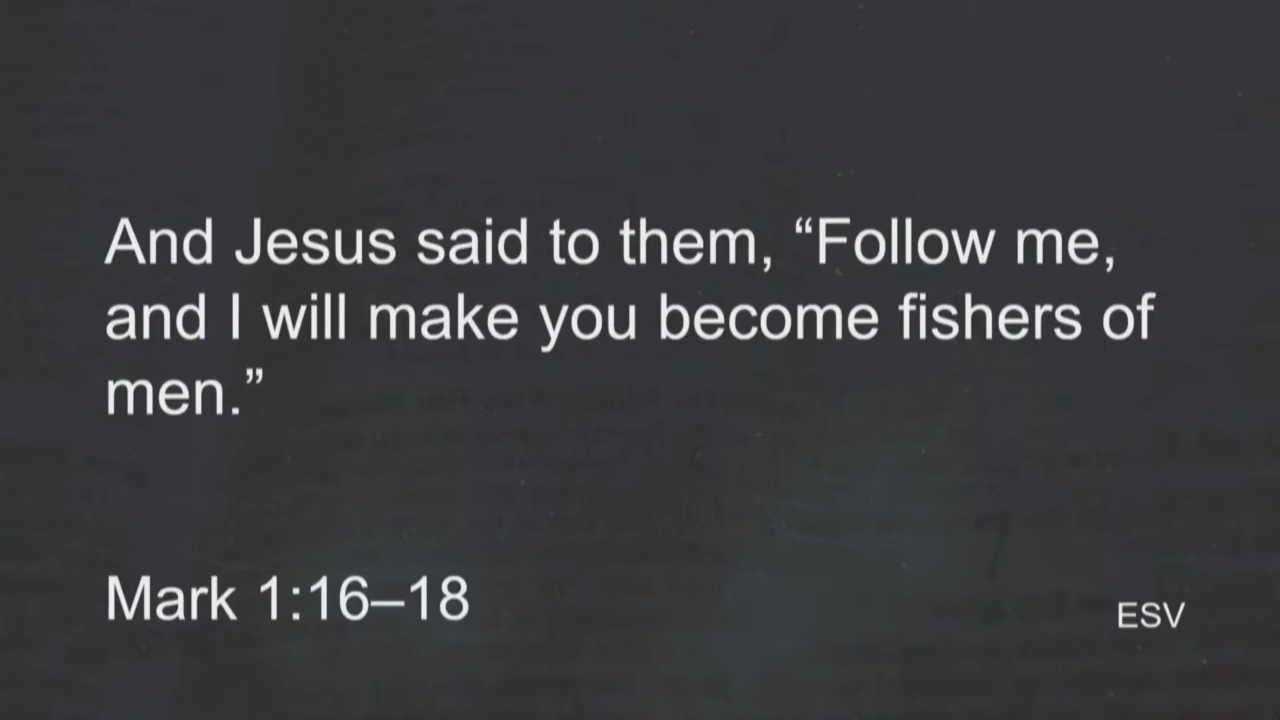 And Jesus said to them, “Follow me,
and I will make you become fishers of
men.”
Mark 1:16–18
ESV